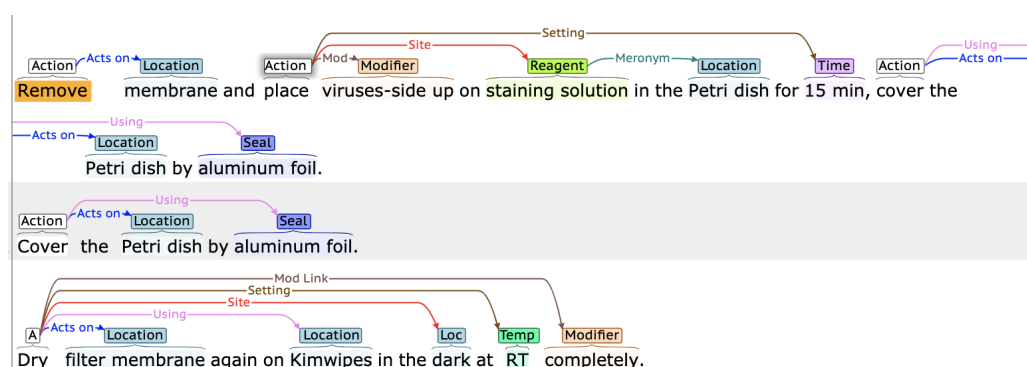 Setting
Site
Using
Acts on Mod Meronym Acts on
Action Location Action Modifier Reagent Location Time Action
Remove membrane and place viruses-side up on staining solution in the Petri dish for 15 min, cover the
Using
Acts on
Location Seal
Petri dish by aluminum foil.
Using
Acts on
Action Location Seal
Cover the Petri dish by aluminum foil.
Mod Link
Setting
Site
Using
Acts on
A Location Location Loc Temp Modifier
Dry filter membrane again on Kimwipes in the dark at RT completely.